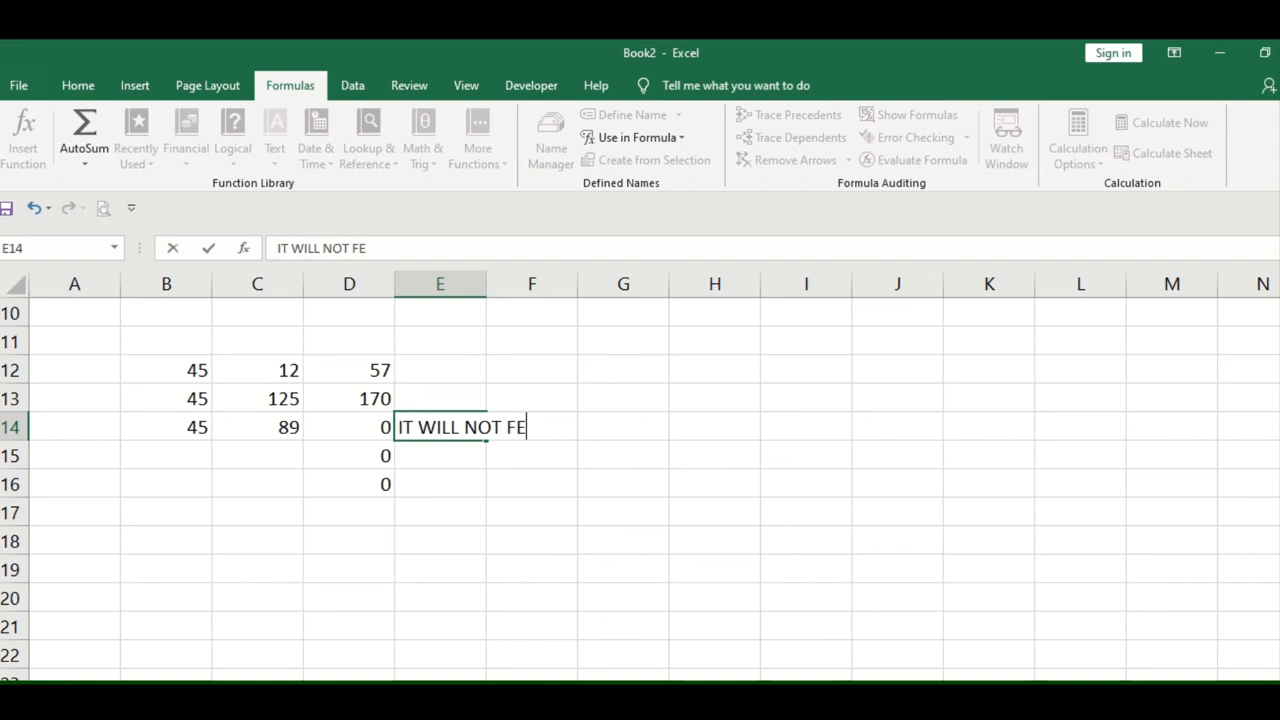 Book2 - Excel
Sign in
File Home Insert Page Layout Formulas Data Review View Developer Help Tell me what you want to do
fx Insert Function
Σ AutoSum
Recently Used
Financial
? Logical
A Text
Date & Time
Lookup & Reference
θ Math & Trig
More Functions
Function Library
Name Manager
Define Name
Use in Formula
Create from Selection
Defined Names
Trace Precedents
Trace Dependents
Remove Arrows
Show Formulas
Error Checking
Evaluate Formula
Watch Window
Formula Auditing
Calculation Options
Calculate Now
Calculate Sheet
Calculation
E14 fx IT WILL NOT FE
A B C D E F G H I J K L M N
10
11
12 45 12 57
13 45 125 170
14 45 89 0 IT WILL NOT FE
15 0
16 0
17
18
19
20
21
22